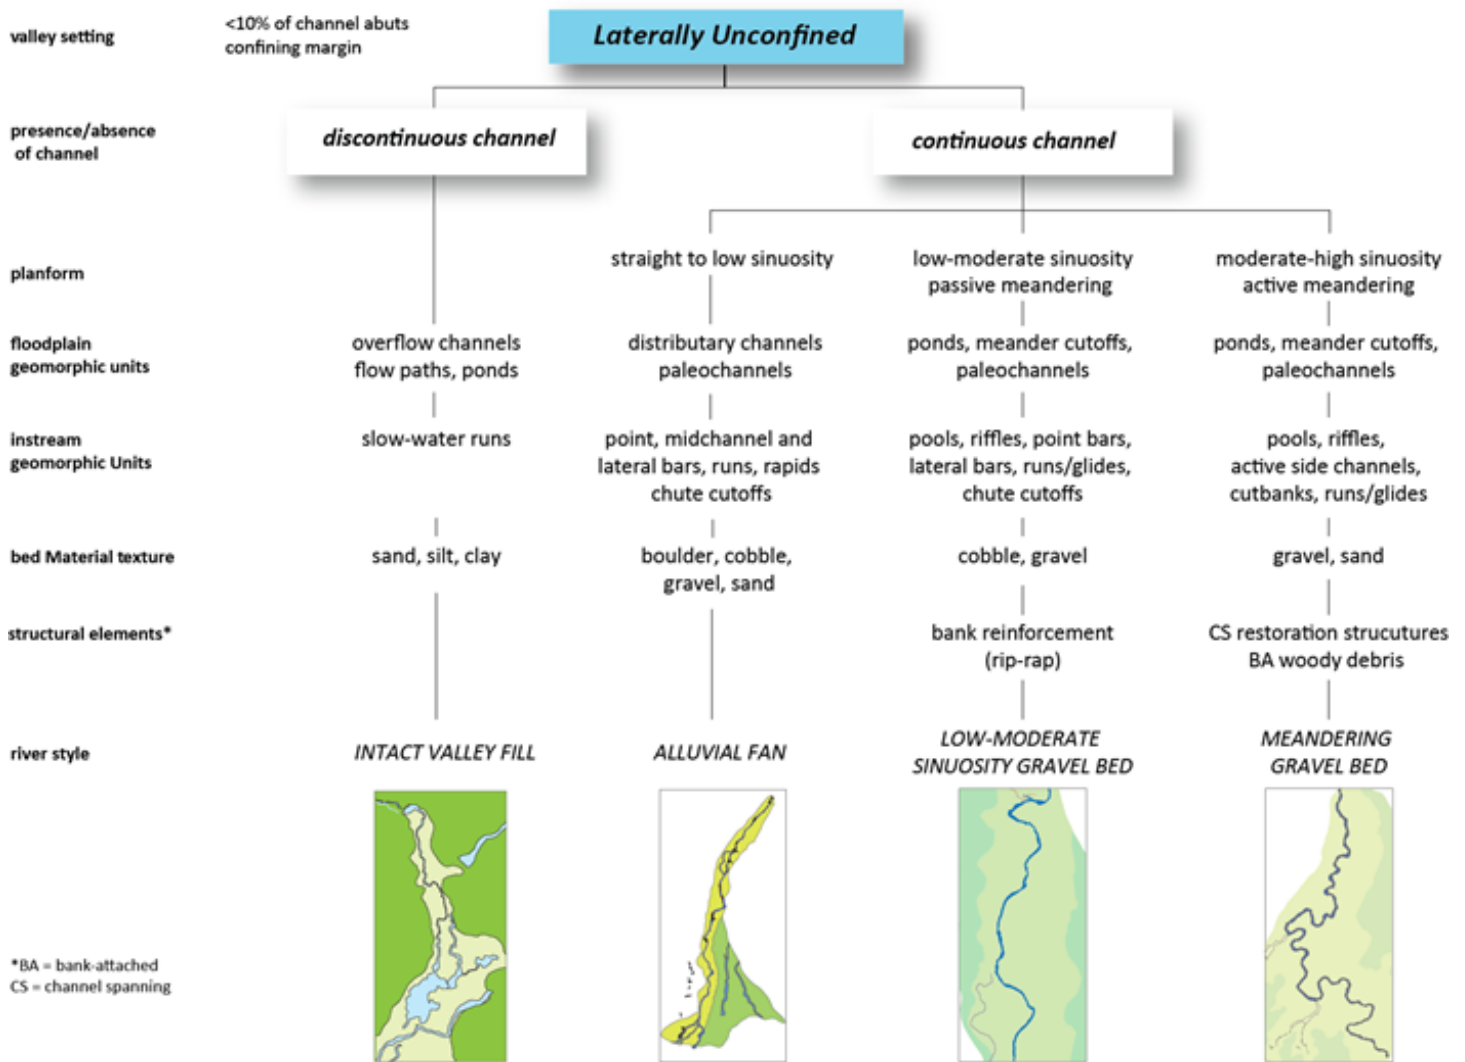 valley setting
<10% of channel abuts
confining margin
Laterally Unconfined
presence/absence
of channel
discontinuous channel
continuous channel
planform
straight to low sinuosity
low-moderate sinuosity
passive meandering
moderate-high sinuosity
active meandering
floodplain
geomorphic units
overflow channels
flow paths, ponds
distributary channels
paleochannels
ponds, meander cutoffs,
paleochannels
ponds, meander cutoffs,
paleochannels
instream
geomorphic Units
slow-water runs
point, midchannel and
lateral bars, runs, rapids
chute cutoffs
pools, riffles, point bars,
lateral bars, runs/glides,
chute cutoffs
pools, riffles,
active side channels,
cutbanks, runs/glides
bed Material texture
sand, silt, clay
boulder, cobble,
gravel, sand
cobble, gravel
gravel, sand
structural elements*
bank reinforcement
(rip-rap)
CS restoration strucutures
BA woody debris
river style
INTACT VALLEY FILL
ALLUVIAL FAN
LOW-MODERATE
SINUOSITY GRAVEL BED
MEANDERING
GRAVEL BED
*BA = bank-attached
CS = channel spanning